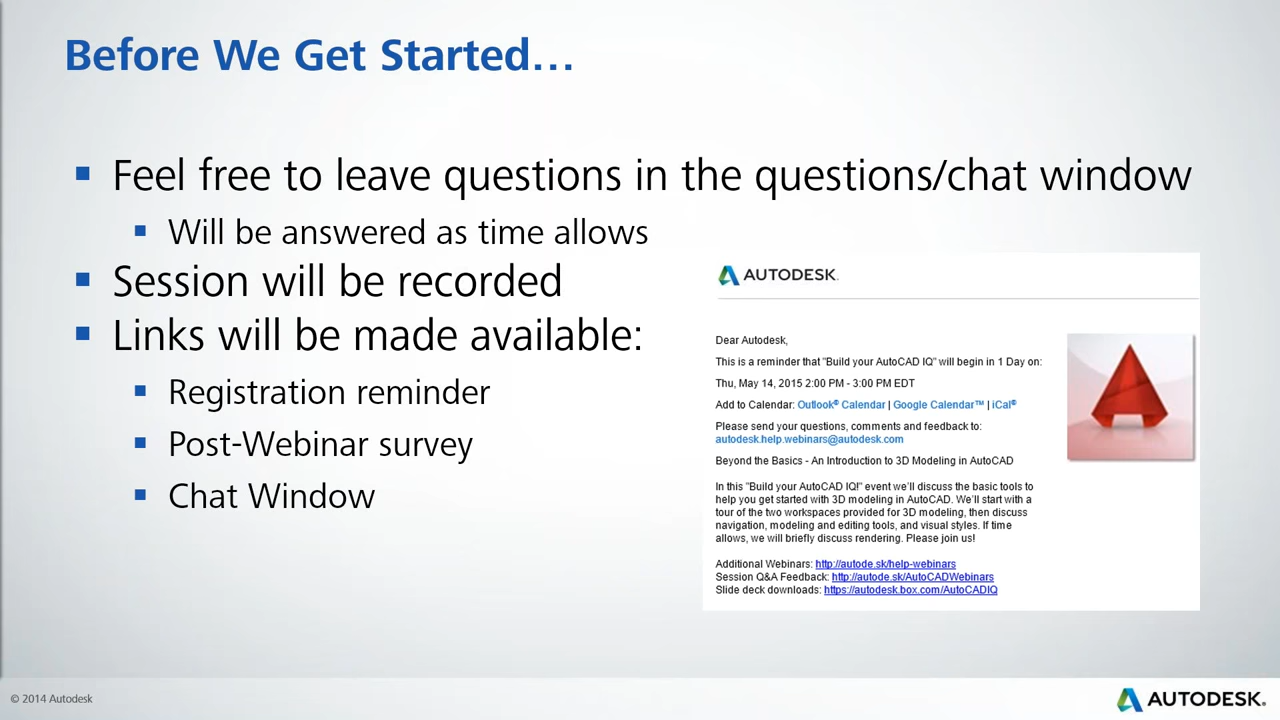 Before We Get Started…
Feel free to leave questions in the questions/chat window
Will be answered as time allows
Session will be recorded
Links will be made available:
Registration reminder
Post-Webinar survey
Chat Window
AUTODESK.
Dear Autodesk,
This is a reminder that "Build your AutoCAD IQ" will begin in 1 Day on:
Thu, May 14, 2015 2:00 PM - 3:00 PM EDT
Add to Calendar: Outlook® Calendar | Google Calendar™ | iCal®
Please send your questions, comments and feedback to:
autodesk.help.webinars@autodesk.com
Beyond the Basics - An Introduction to 3D Modeling in AutoCAD
In this "Build your AutoCAD IQ!" event we'll discuss the basic tools to
help you get started with 3D modeling in AutoCAD. We'll start with a
tour of the two workspaces provided for 3D modeling, then discuss
navigation, modeling and editing tools, and visual styles. If time
allows, we will briefly discuss rendering. Please join us!
Additional Webinars: http://autode.sk/help-webinars
Session Q&A Feedback: http://autode.sk/AutoCADWebinars
Slide deck downloads: https://autodesk.box.com/AutoCADIQ
© 2014 Autodesk
AUTODESK.